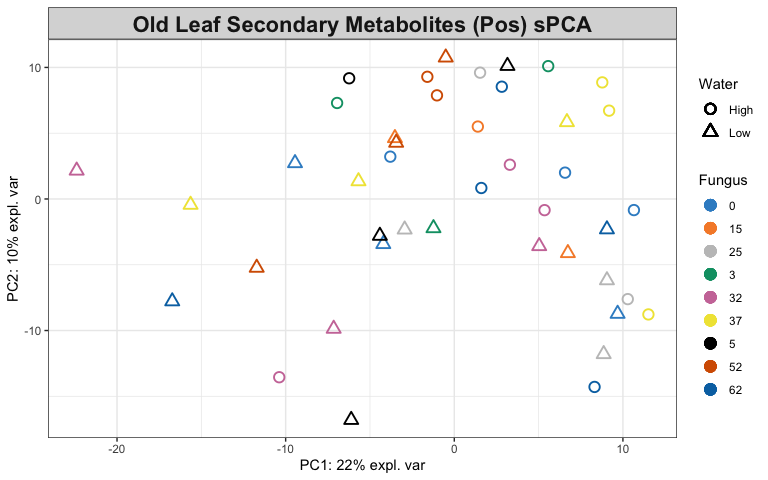 Old Leaf Secondary Metabolites (Pos) sPCA
10
0
-10
-20
-10
0
10
PC2: 10% expl. var
PC1: 22% expl. var
Water
High
Low
Fungus
0
15
25
3
32
37
5
52
62